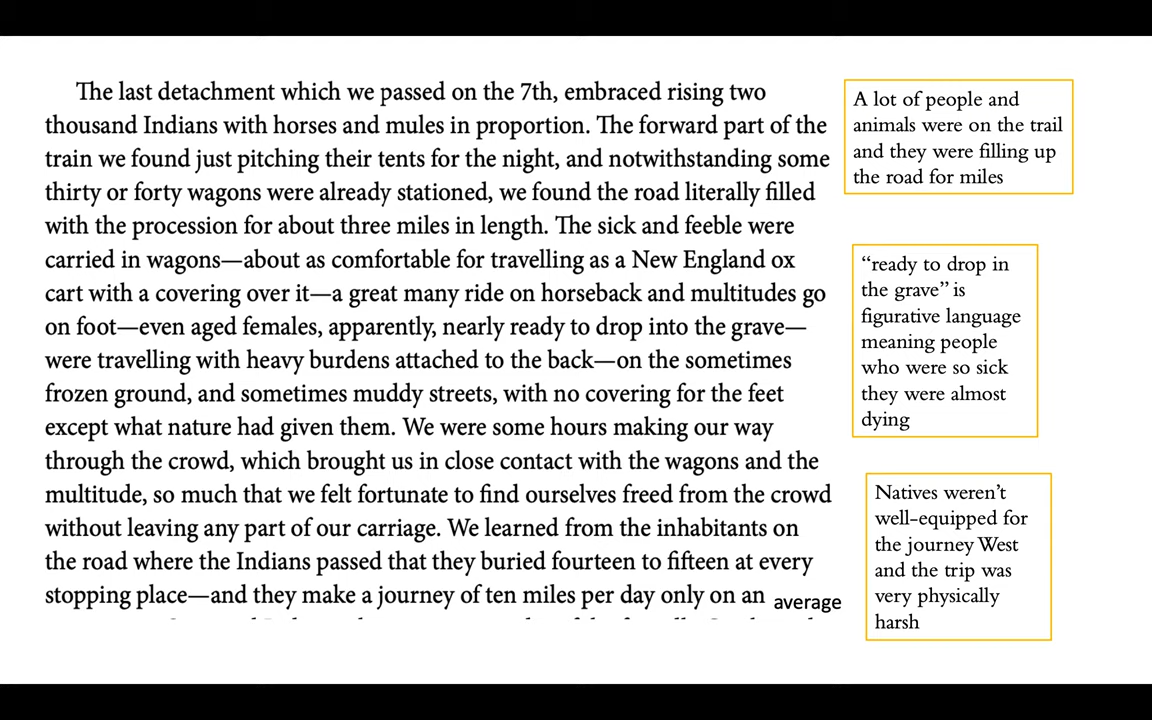 The last detachment which we passed on the 7th, embraced rising two
thousand Indians with horses and mules in proportion. The forward part of the
train we found just pitching their tents for the night, and notwithstanding some
thirty or forty wagons were already stationed, we found the road literally filled
with the procession for about three miles in length. The sick and feeble were
carried in wagons—about as comfortable for travelling as a New England ox
cart with a covering over it—a great many ride on horseback and multitudes go
on foot—even aged females, apparently, nearly ready to drop into the grave—
were travelling with heavy burdens attached to the back—on the sometimes
frozen ground, and sometimes muddy streets, with no covering for the feet
except what nature had given them. We were some hours making our way
through the crowd, which brought us in close contact with the wagons and the
multitude, so much that we felt fortunate to find ourselves freed from the crowd
without leaving any part of our carriage. We learned from the inhabitants on
the road where the Indians passed that they buried fourteen to fifteen at every
stopping place—and they make a journey of ten miles per day only on an average
A lot of people and
animals were on the trail
and they were filling up
the road for miles
“ready to drop in
the grave” is
figurative language
meaning people
who were so sick
they were almost
dying
Natives weren’t
well-equipped for
the journey West
and the trip was
very physically
harsh